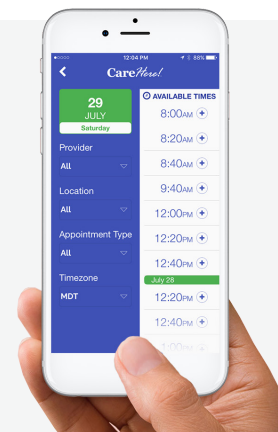 12:04 PM
88%
CareHere!
29
JULY
Saturday
Provider
All
Location
All
Appointment Type
All
Timezone
MDT
AVAILABLE TIMES
8:00AM
8:20AM
8:40AM
9:40AM
12:00PM
12:20PM
12:40PM
July 28
12:20PM
12:40PM
1:00PM